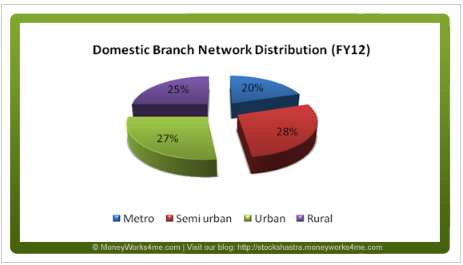 Domestic Branch Network Distribution (FY12)
25%
20%
27%
28%
Metro
Semi urban
Urban
Rural
© MoneyWorks4me.com | Visit our blog: http://stockshastra.moneyworks4me.com